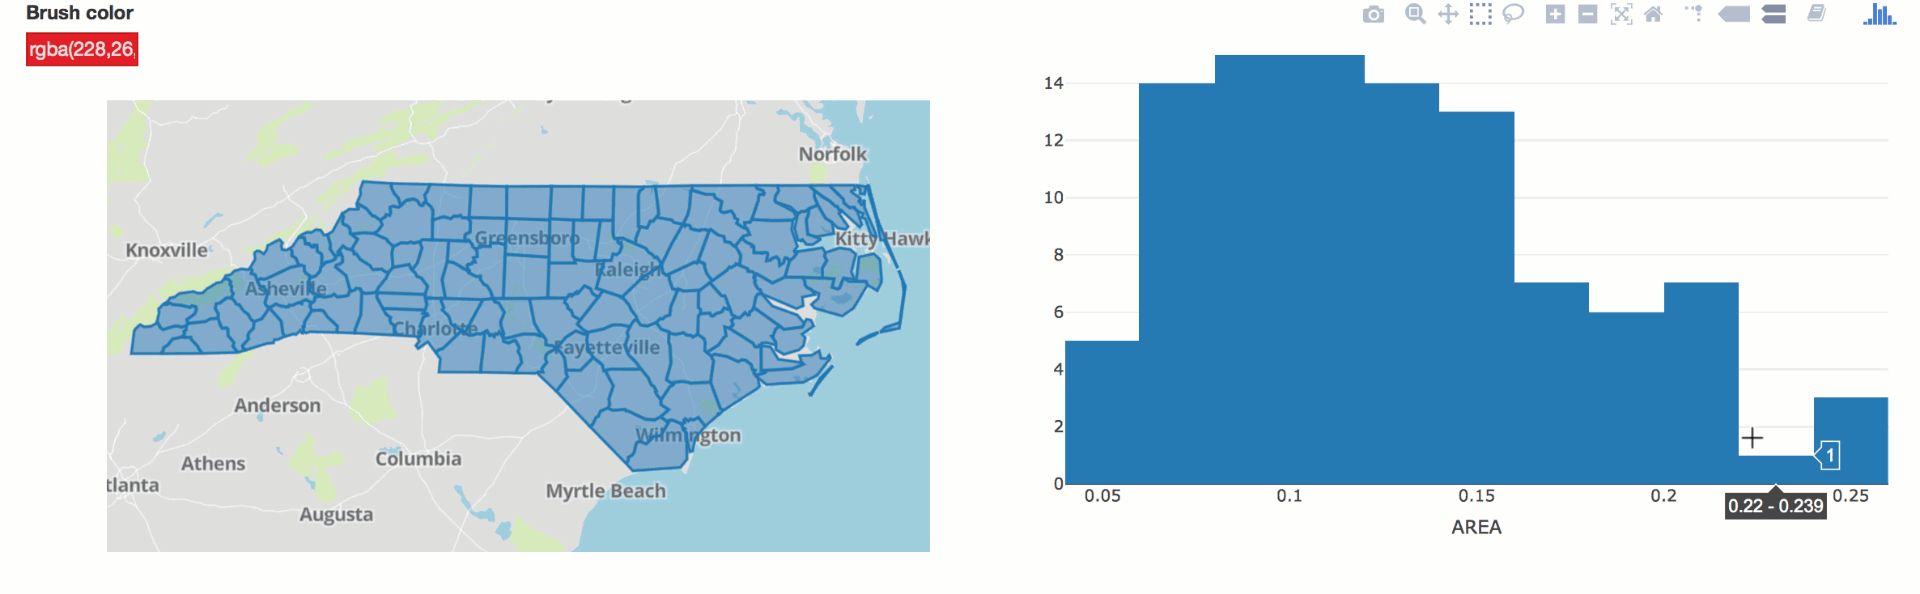 Brush color
rgba(228,26,
Norfolk
Knoxville
Greensboro
Kitty Hawk
Raleigh
Asheville
Charlotte
Fayetteville
Anderson
Wilmington
Athens
Columbia
tlanta
Myrtle Beach
Augusta
14
12
10
8
6
4
2
0
1
0.05
0.1
0.15
0.2
0.25
0.22 - 0.239
AREA